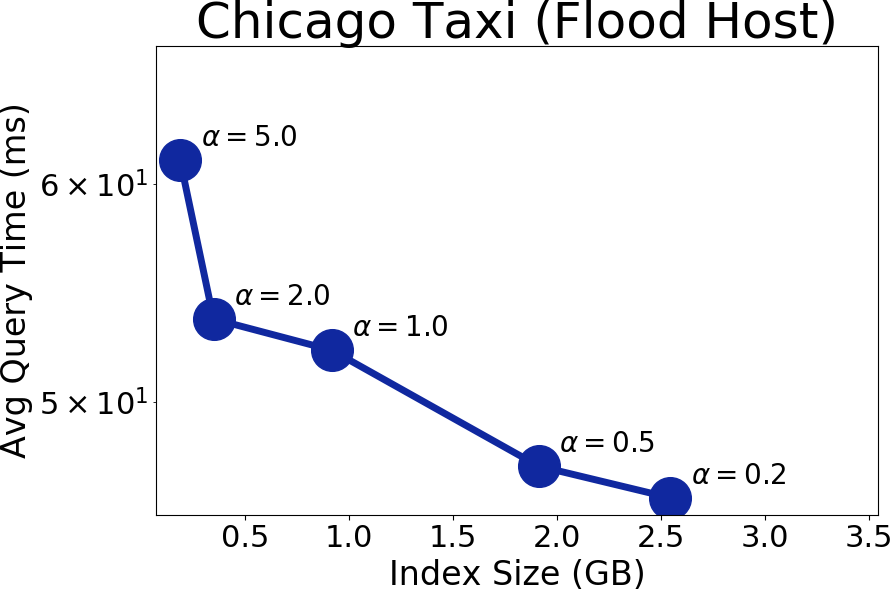 Chicago Taxi (Flood Host)
Avg Query Time (ms)
6 × 10¹
5 × 10¹
α = 5.0
α = 2.0
α = 1.0
α = 0.5
α = 0.2
0.5 1.0 1.5 2.0 2.5 3.0 3.5
Index Size (GB)